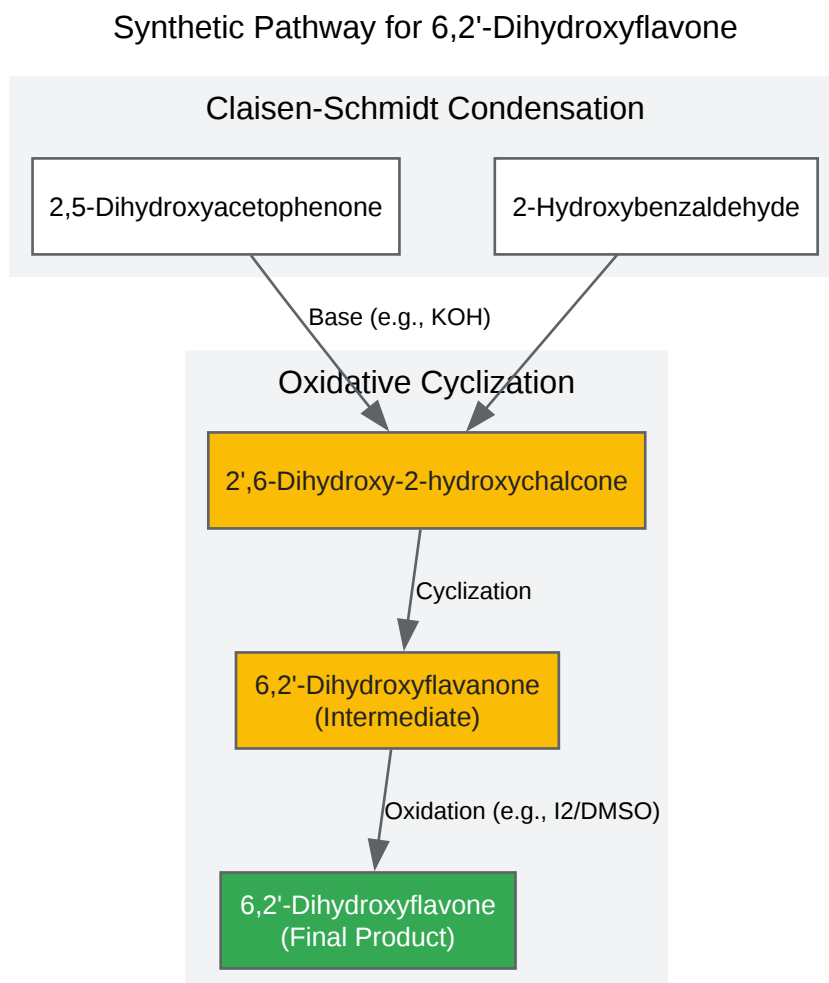 Synthetic Pathway for 6,2'-Dihydroxyflavone
Claisen-Schmidt Condensation
2,5-Dihydroxyacetophenone
2-Hydroxybenzaldehyde
Base (e.g., KOH)
Oxidative Cyclization
2',6-Dihydroxy-2-hydroxychalcone
Cyclization
6,2'-Dihydroxyflavanone
(Intermediate)
Oxidation (e.g., I2/DMSO)
6,2'-Dihydroxyflavone
(Final Product)